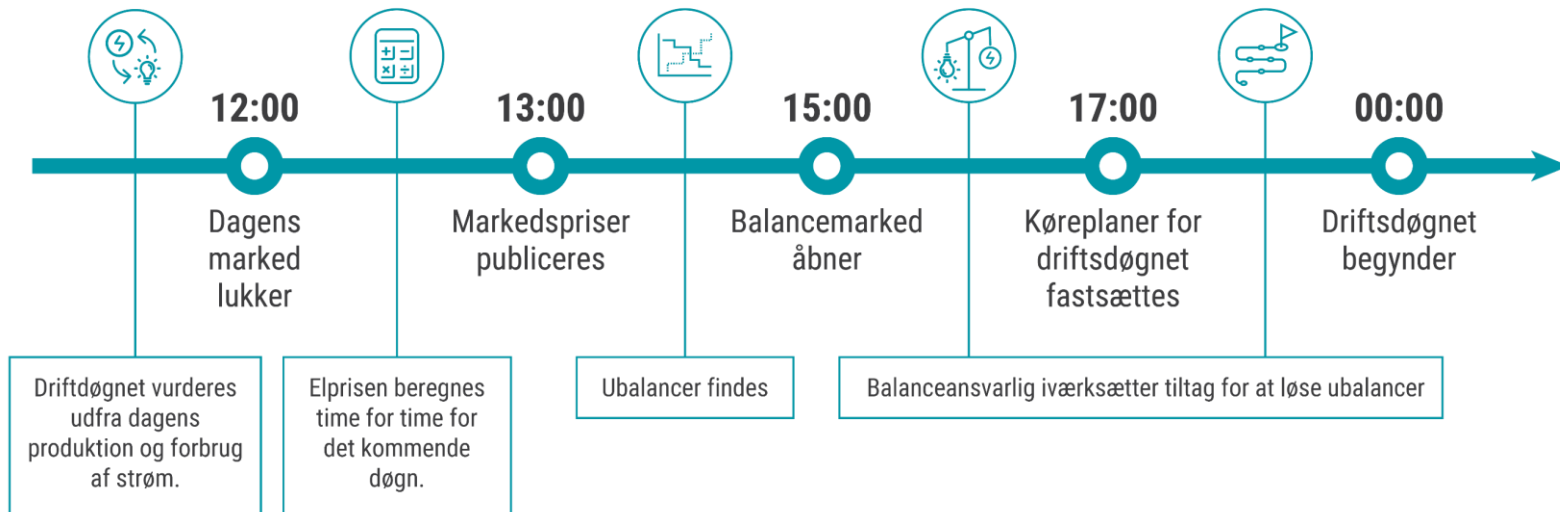 12:00
Dagens
marked
lukker
13:00
Markedspriser
publiceres
15:00
Balancemarked
åbner
17:00
Køreplaner for
driftsdøgnet
fastsættes
00:00
Driftsdøgnet
begynder
Driftdøgnet vurderes
udfra dagens
produktion og forbrug
af strøm.
Elprisen beregnes
time for time for
det kommende
døgn.
Ubalancer findes
Balanceansvarlig iværksætter tiltag for at løse ubalancer